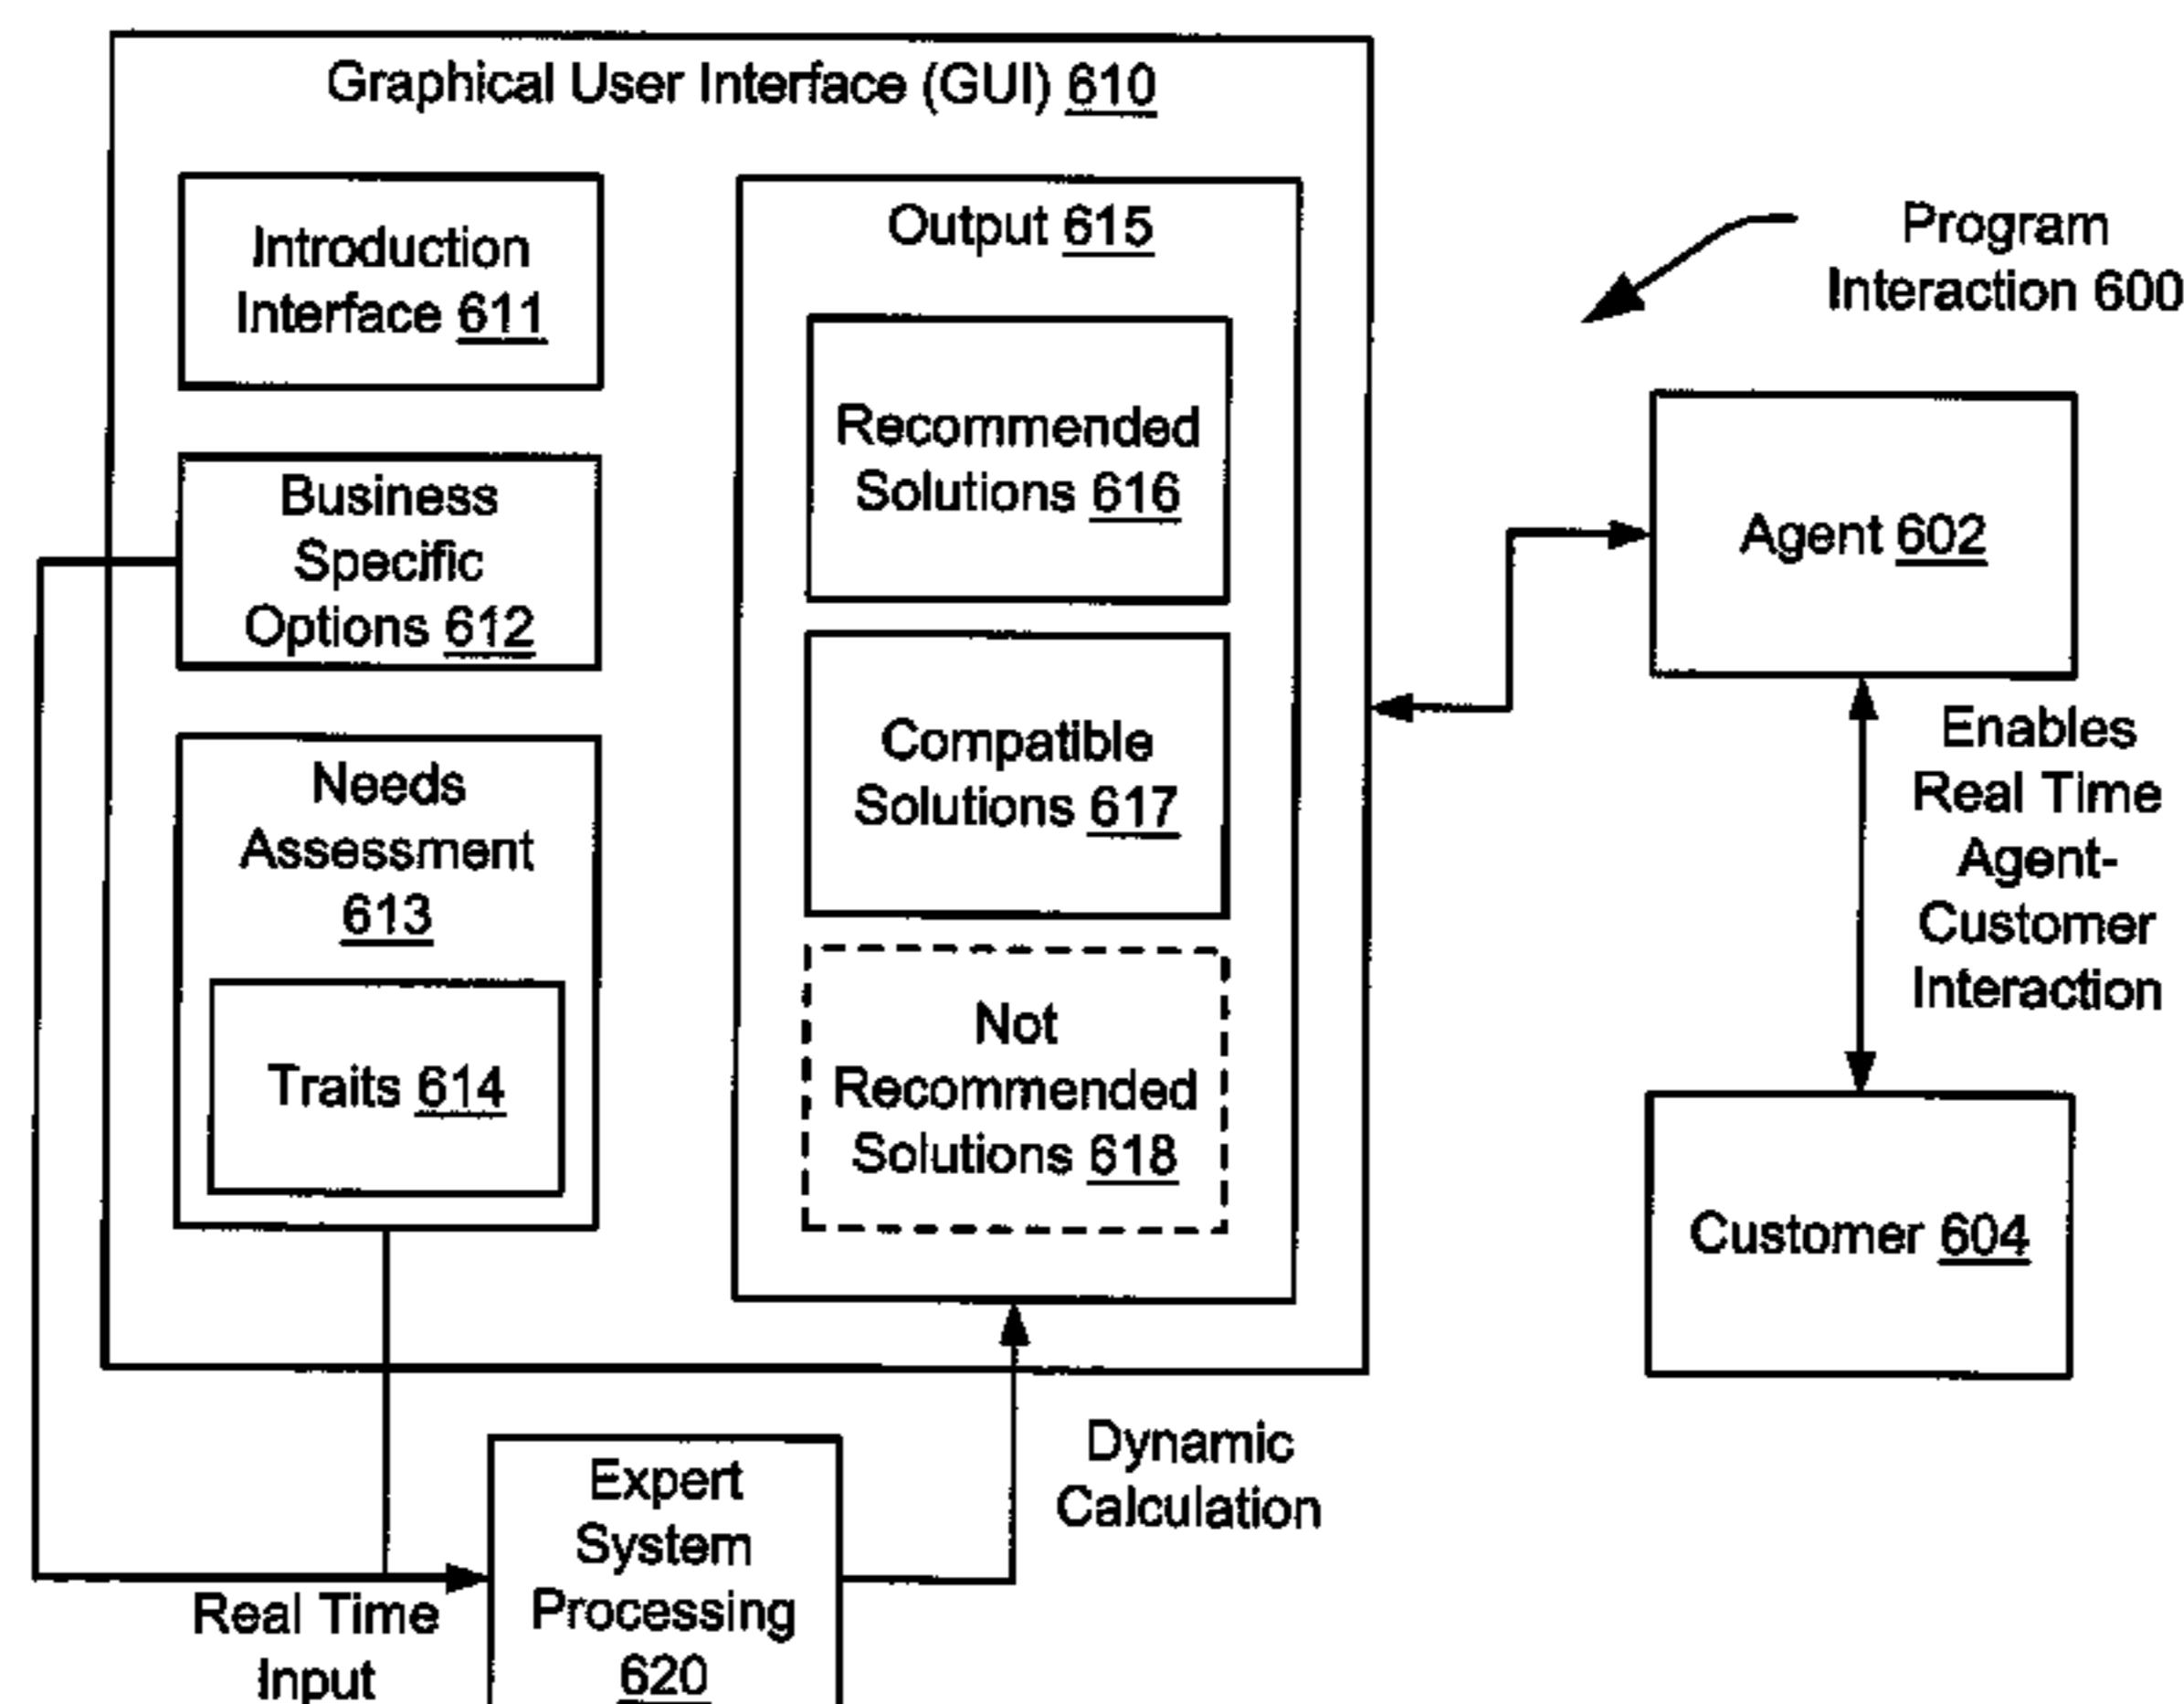 Graphical User Interface (GUI) 610
Introduction
Interface 611
Business
Specific
Options 612
Needs
Assessment
613
Traits 614
Output 615
Recommended
Solutions 616
Compatible
Solutions 617
Not
Recommended
Solutions 618
Program
Interaction 600
Agent 602
Enables
Real Time
Agent-
Customer
Interaction
Customer 604
Dynamic
Calculation
Expert
System
Processing
620
Real Time
Input